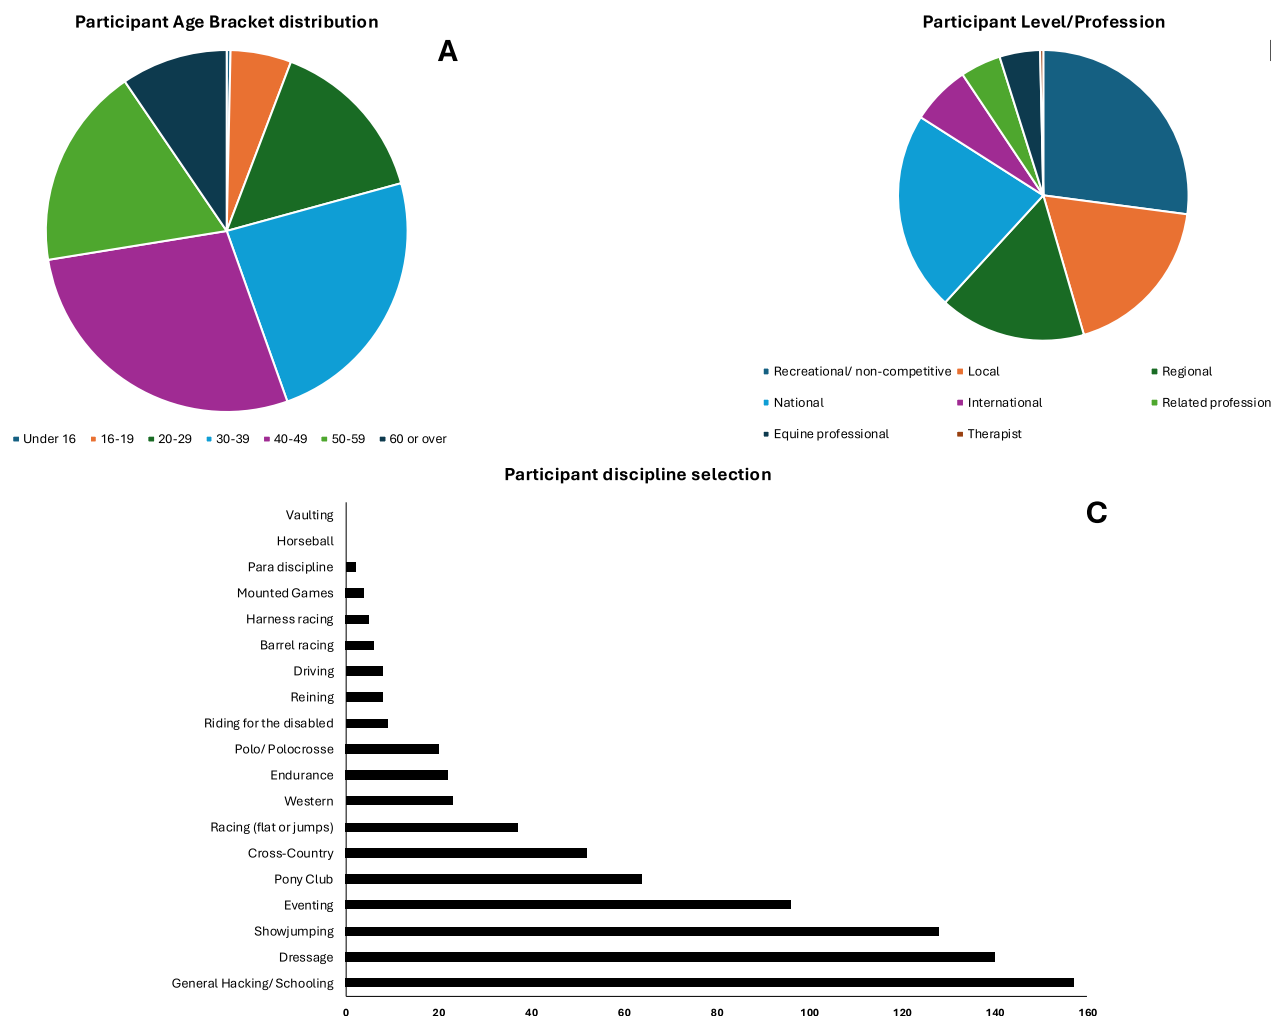 Participant Age Bracket distribution
A
Under 16 16-19 20-29 30-39 40-49 50-59 60 or over
Participant Level/Profession
Recreational/ non-competitive Local Regional
National International Related profession
Equine professional Therapist
Participant discipline selection
C
Vaulting
Horseball
Para discipline
Mounted Games
Harness racing
Barrel racing
Driving
Reining
Riding for the disabled
Polo/ Polocrosse
Endurance
Western
Racing (flat or jumps)
Cross-Country
Pony Club
Eventing
Showjumping
Dressage
General Hacking/ Schooling
0 20 40 60 80 100 120 140 160